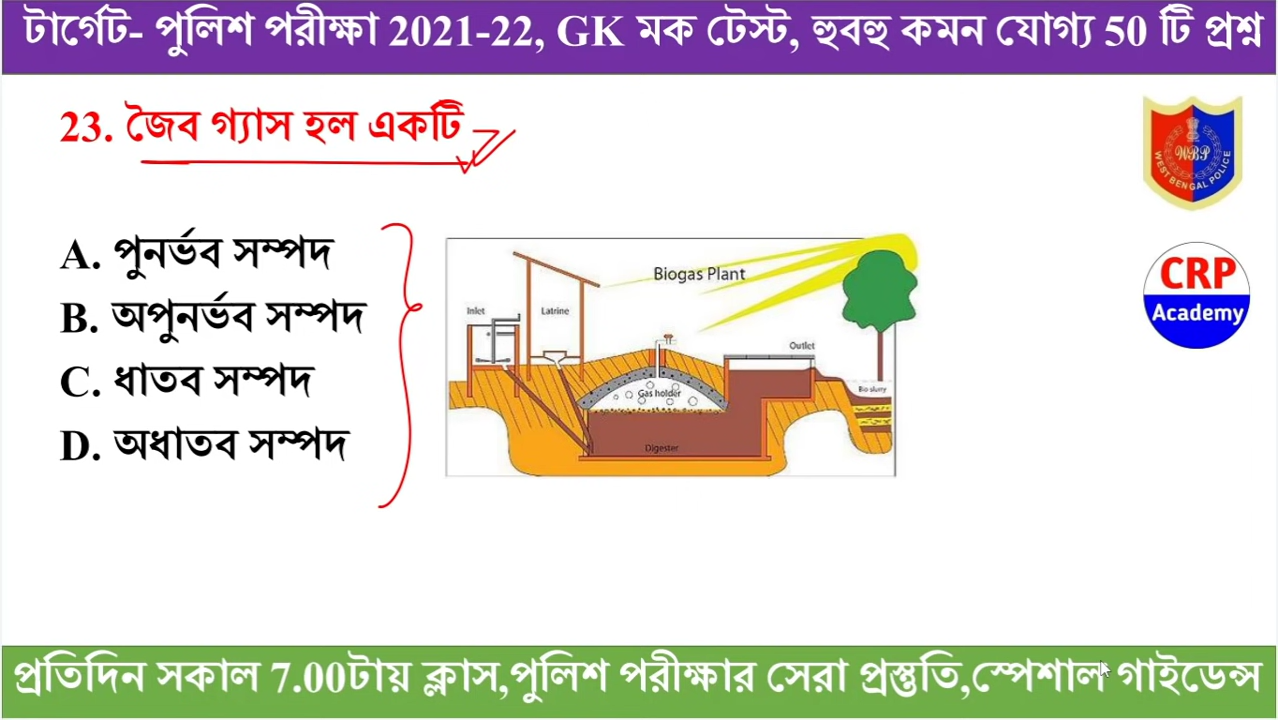 টার্গেট- পুলিশ পরীক্ষা 2021-22, GK মক টেস্ট, হুবহু কমন যোগ্য 50 টি প্রশ্ন
23. জৈব গ্যাস হল একটি
A. পুনর্ভব সম্পদ
B. অপুনর্ভব সম্পদ
C. ধাতব সম্পদ
D. অধাতব সম্পদ
Biogas Plant
Inlet
Latrine
Outlet
Gas holder
Bio-slurry
Digester
WBP
WEST BENGAL POLICE
CRP
Academy
প্রতিদিন সকাল 7.00টায় ক্লাস,পুলিশ পরীক্ষার সেরা প্রস্তুতি,স্পেশাল গাইডেন্স